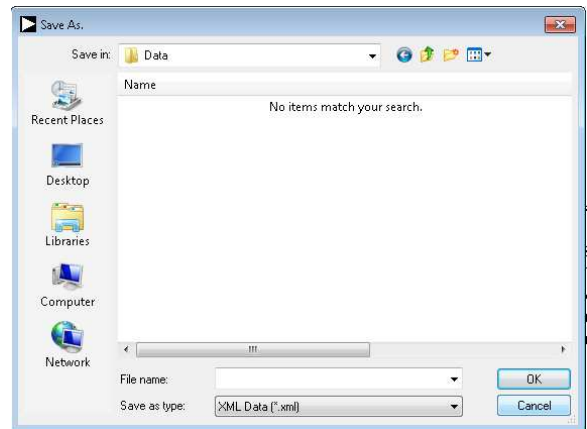 Save As.
Save in: Data
Name
No items match your search.
Recent Places
Desktop
Libraries
Computer
Network
File name:
OK
Save as type: XML Data (*.xml)
Cancel